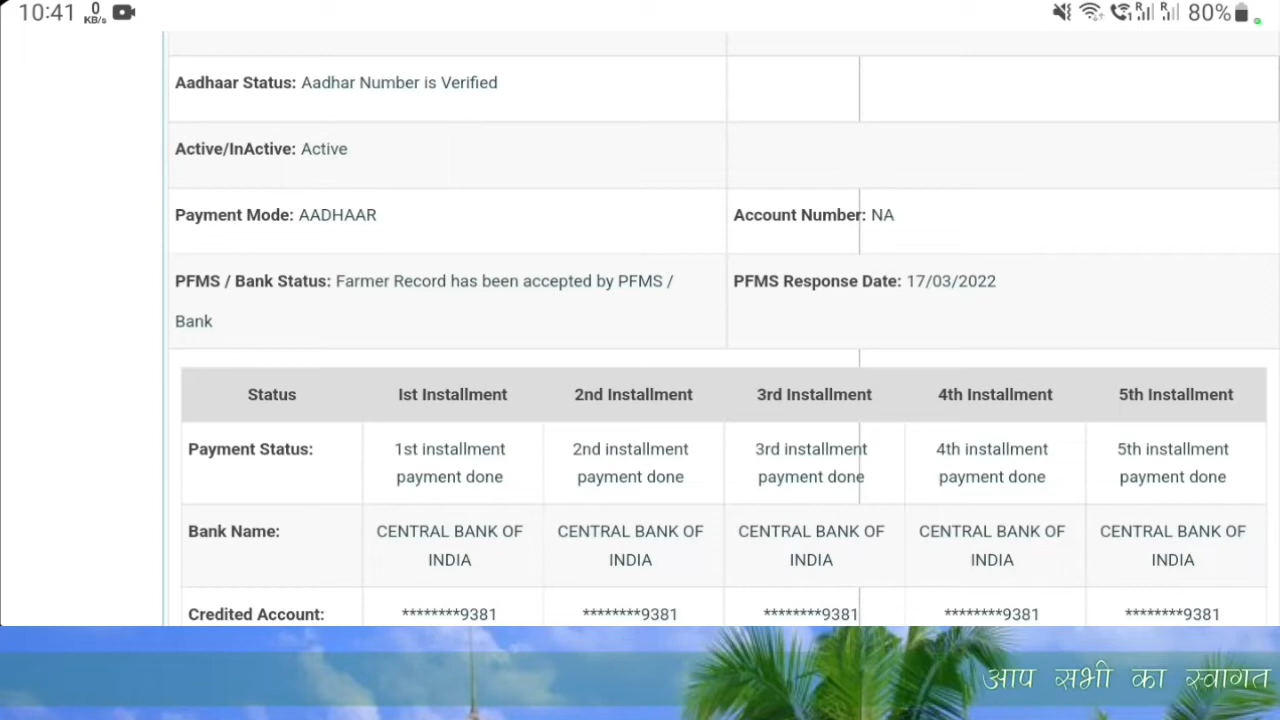 10:41 0 KB/s 80%
Aadhaar Status: Aadhar Number is Verified
Active/InActive: Active
Payment Mode: AADHAAR Account Number: NA
PFMS / Bank Status: Farmer Record has been accepted by PFMS / PFMS Response Date: 17/03/2022
Bank
Status Ist Installment 2nd Installment 3rd Installment 4th Installment 5th Installment
Payment Status: 1st installment 2nd installment 3rd installment 4th installment 5th installment
payment done payment done payment done payment done payment done
Bank Name: CENTRAL BANK OF CENTRAL BANK OF CENTRAL BANK OF CENTRAL BANK OF CENTRAL BANK OF
INDIA INDIA INDIA INDIA INDIA
Credited Account: ********9381 ********9381 ********9381 ********9381 ********9381
आप सभी का स्वागत